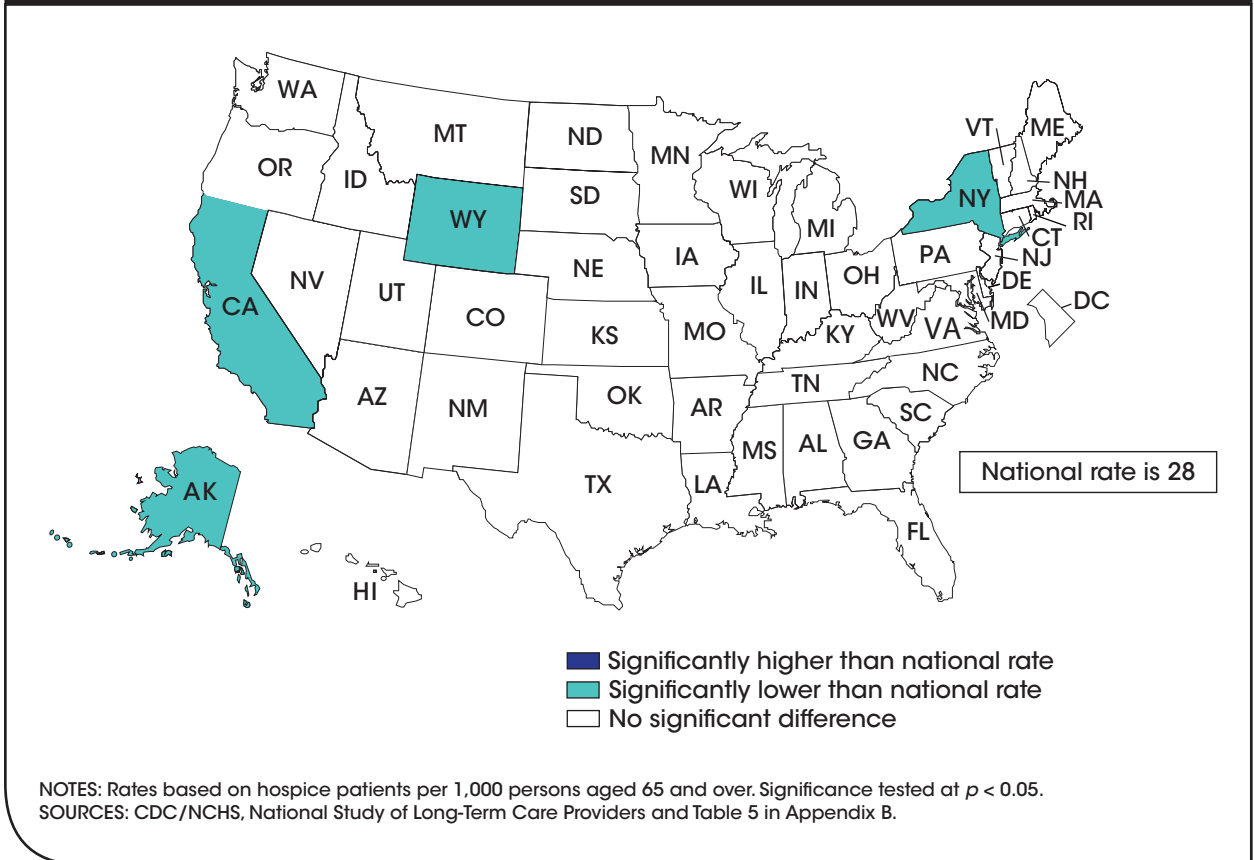 WA
MT
ND
MN
VT
ME
OR
ID
SD
WI
NH
NY
MA
WY
MI
RI
CT
IA
PA
NJ
NE
NV
UT
IL
IN
OH
DE
CA
CO
WV
MD
DC
KS
MO
KY
VA
AZ
NM
OK
TN
NC
AR
SC
MS
AL
GA
National rate is 28
TX
LA
AK
FL
HI
Significantly higher than national rate
Significantly lower than national rate
No significant difference
NOTES: Rates based on hospice patients per 1,000 persons aged 65 and over. Significance tested at p < 0.05.
SOURCES: CDC/NCHS, National Study of Long-Term Care Providers and Table 5 in Appendix B.